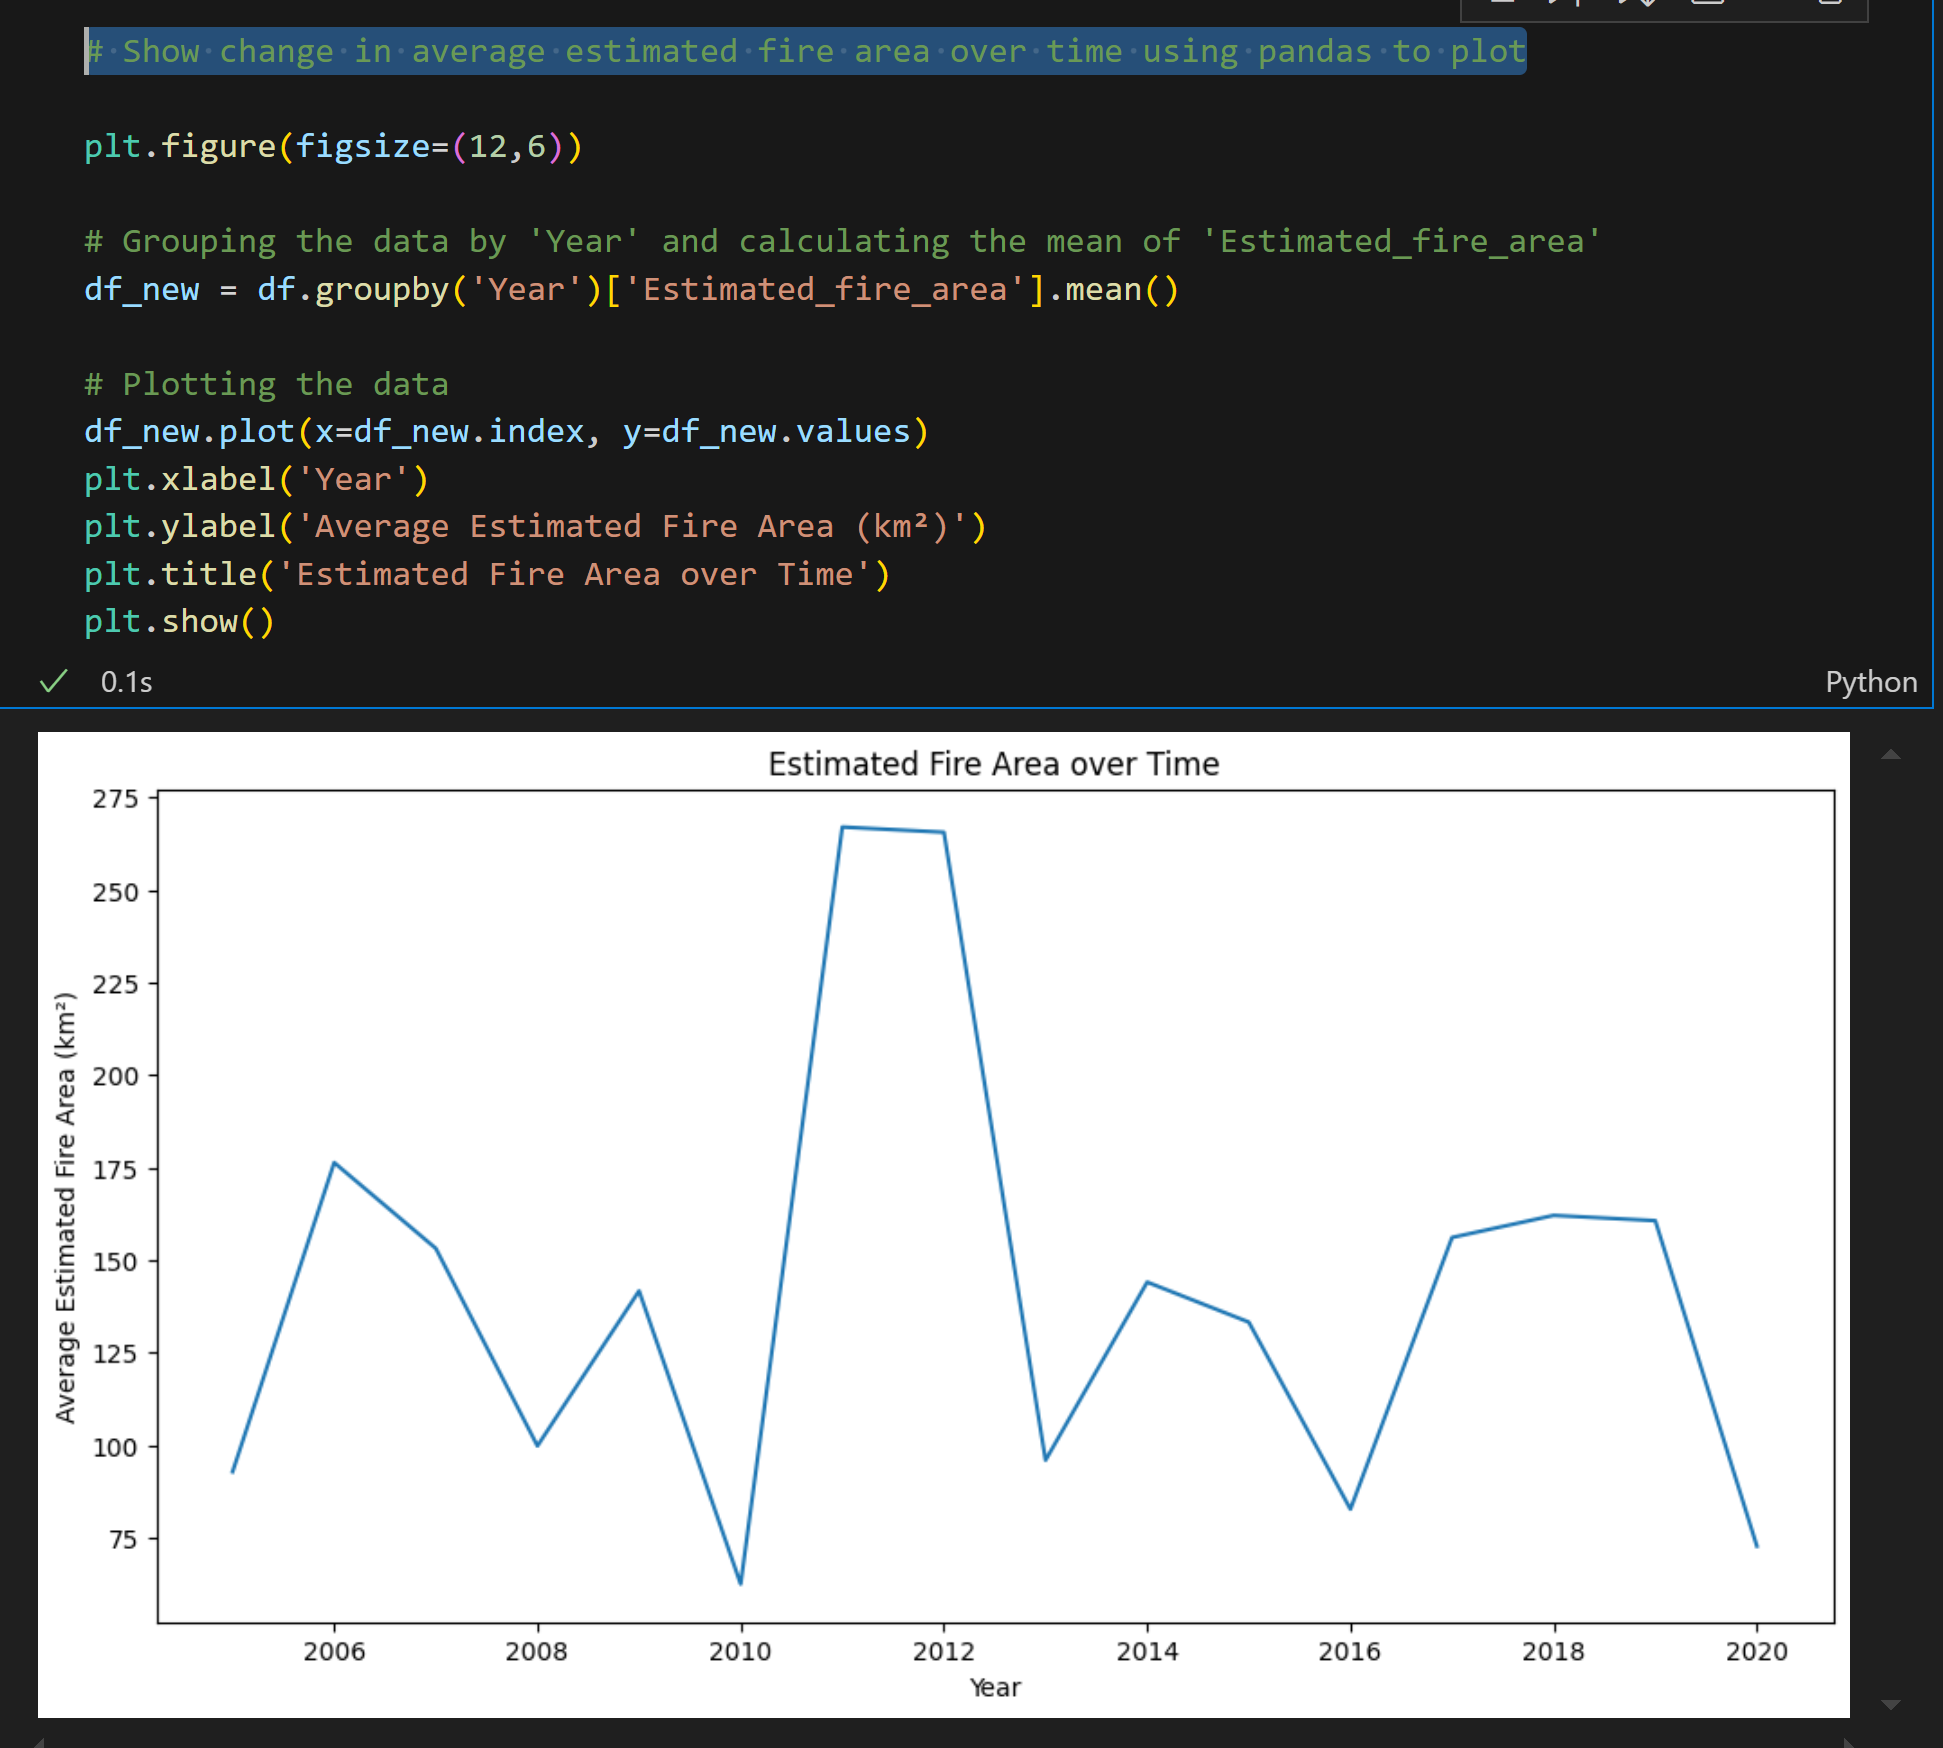 # Show change in average estimated fire area over time using pandas to plot
plt.figure(figsize=(12,6))
# Grouping the data by 'Year' and calculating the mean of 'Estimated_fire_area'
df_new = df.groupby('Year')['Estimated_fire_area'].mean()
# Plotting the data
df_new.plot(x=df_new.index, y=df_new.values)
plt.xlabel('Year')
plt.ylabel('Average Estimated Fire Area (km²)')
plt.title('Estimated Fire Area over Time')
plt.show()
0.1s
Python
Estimated Fire Area over Time
275
250
225
200
175
150
125
100
75
Average Estimated Fire Area (km²)
2006 2008 2010 2012 2014 2016 2018 2020
Year